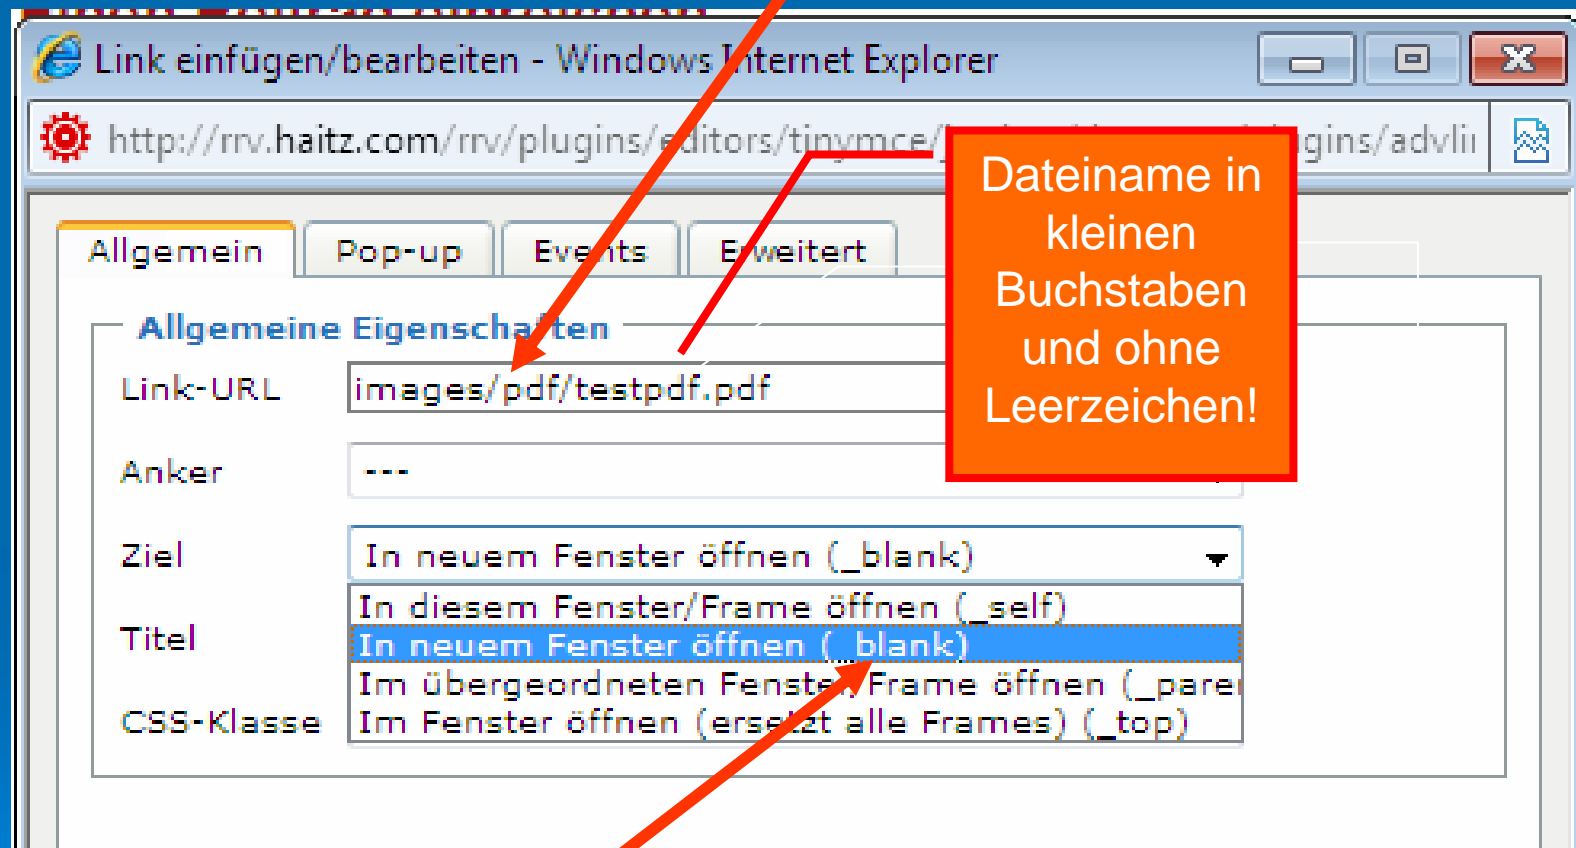 Link einfügen/bearbeiten - Windows Internet Explorer
http://rrv.haitz.com/rrv/plugins/editors/tinymce/ gins/advlin
Dateiname in
kleinen
Buchstaben
und ohne
Leerzeichen!
Allgemein Pop-up Events Erweitert
Allgemeine Eigenschaften
Link-URL images/pdf/testpdf.pdf
Anker ---
Ziel In neuem Fenster öffnen (_blank)
In diesem Fenster/Frame öffnen (_self)
Titel In neuem Fenster öffnen (_blank)
Im übergeordneten Fenster/Frame öffnen (_paren
CSS-Klasse Im Fenster öffnen (ersetzt alle Frames) (_top)